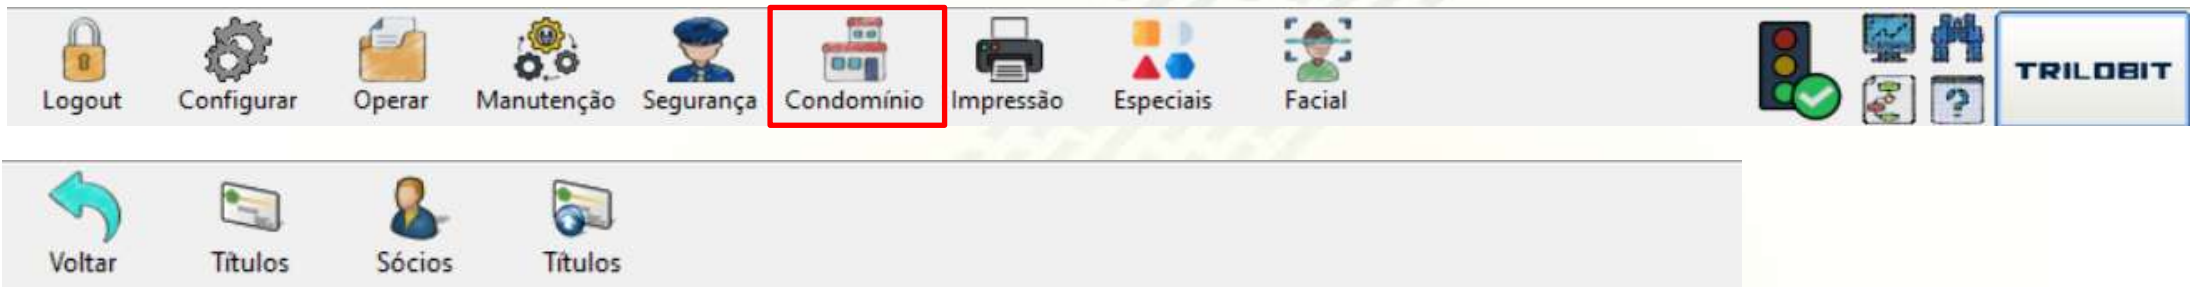 Logout Configurar Operar Manutenção Segurança Condomínio Impressão Especiais Facial TRILOBIT
Voltar Títulos Sócios Títulos